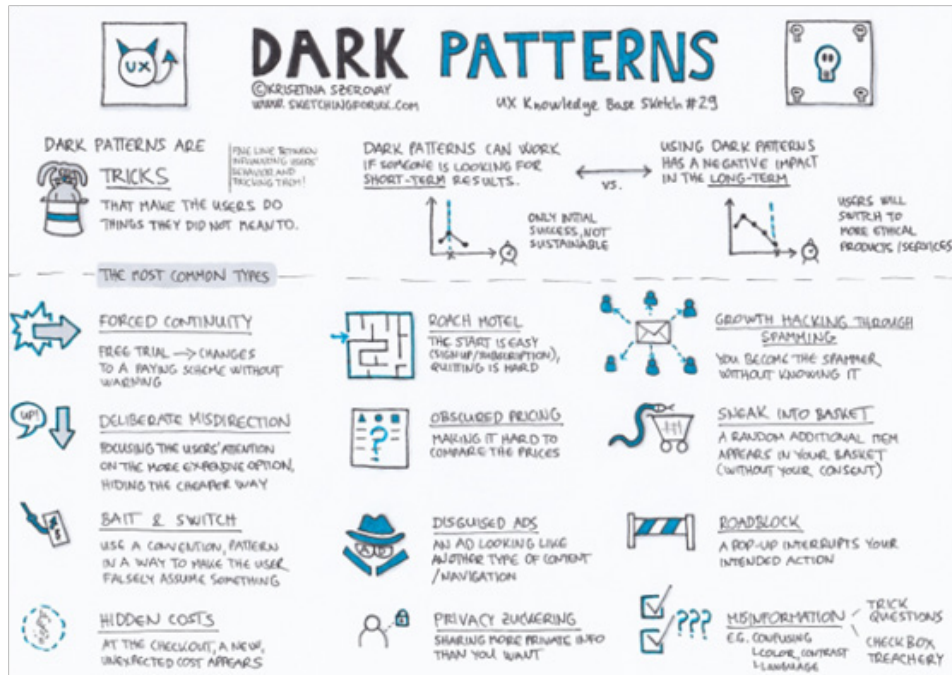 UX
DARK PATTERNS
©KRISZTINA SZEROVAY
WWW.SKETCHINGFORUX.COM
UX Knowledge Base Sketch #29
DARK PATTERNS ARE
TRICKS
THAT MAKE THE USERS DO
THINGS THEY DID NOT MEAN TO.
FINE LINE BETWEEN
INFLUENCING USERS'
BEHAVIOR AND
TRICKING THEM!
DARK PATTERNS CAN WORK
IF SOMEONE IS LOOKING FOR
SHORT-TERM RESULTS.
ONLY INITIAL
SUCCESS, NOT
SUSTAINABLE
VS.
USING DARK PATTERNS
HAS A NEGATIVE IMPACT
IN THE LONG-TERM
USERS WILL
SWITCH TO
MORE ETHICAL
PRODUCTS/SERVICES
THE MOST COMMON TYPES
FORCED CONTINUITY
FREE TRIAL → CHANGES
TO A PAYING SCHEME WITHOUT
WARNING
ROACH MOTEL
THE START IS EASY
(SIGNUP/SUBSCRIPTION),
QUITTING IS HARD
GROWTH HACKING THROUGH
SPAMMING
YOU BECOME THE SPAMMER
WITHOUT KNOWING IT
UP!
DELIBERATE MISDIRECTION
FOCUSING THE USERS' ATTENTION
ON THE MORE EXPENSIVE OPTION,
HIDING THE CHEAPER WAY
?
OBSCURED PRICING
MAKING IT HARD TO
COMPARE THE PRICES
SNEAK INTO BASKET
A RANDOM ADDITIONAL ITEM
APPEARS IN YOUR BASKET
(WITHOUT YOUR CONSENT)
BAIT & SWITCH
USE A CONVENTION, PATTERN
IN A WAY TO MAKE THE USER
FALSELY ASSUME SOMETHING
AD
DISGUISED ADS
AN AD LOOKING LIKE
ANOTHER TYPE OF CONTENT
/NAVIGATION
ROADBLOCK
A POP-UP INTERRUPTS YOUR
INTENDED ACTION
HIDDEN COSTS
AT THE CHECKOUT, A NEW,
UNEXPECTED COST APPEARS
PRIVACY ZUCKERING
SHARING MORE PRIVATE INFO
THAN YOU WANT
???
MISINFORMATION
E.G. CONFUSING
COLOR, CONTRAST
LANGUAGE
TRICK
QUESTIONS
CHECKBOX
TREACHERY